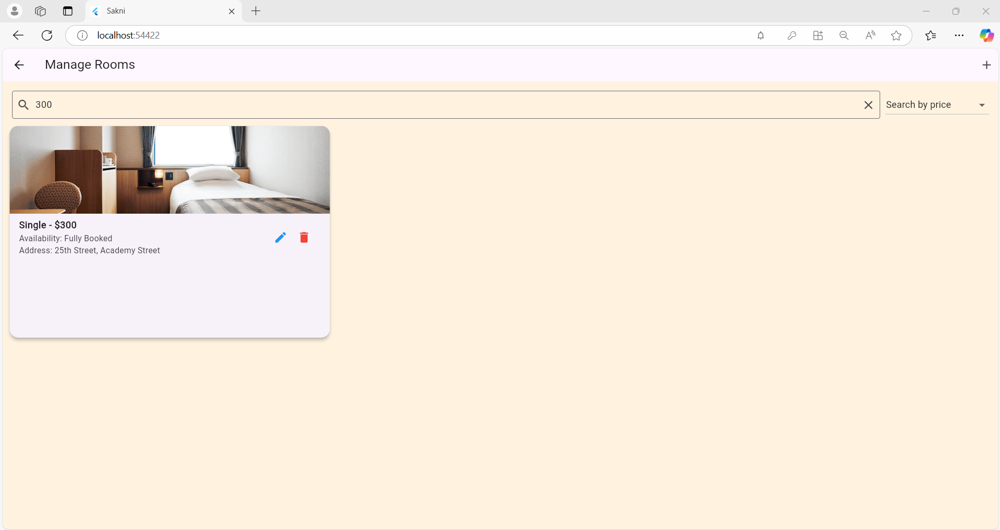 Sakni
localhost:54422
Manage Rooms
300
Search by price
Single - $300
Availability: Fully Booked
Address: 25th Street, Academy Street